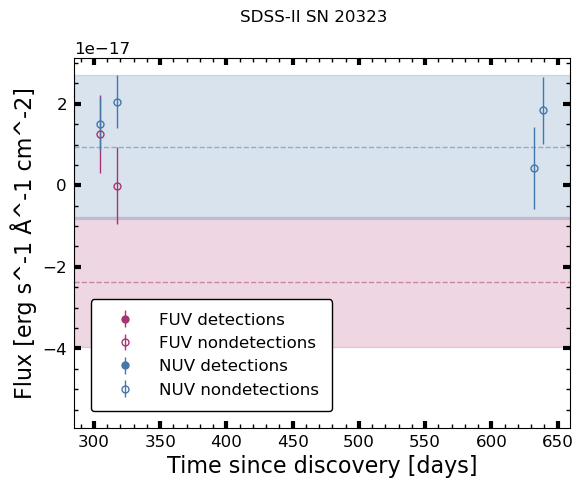 SDSS-II SN 20323
1e−17
2
0
−2
−4
Flux [erg s^-1 Å^-1 cm^-2]
FUV detections
FUV nondetections
NUV detections
NUV nondetections
300 350 400 450 500 550 600 650
Time since discovery [days]